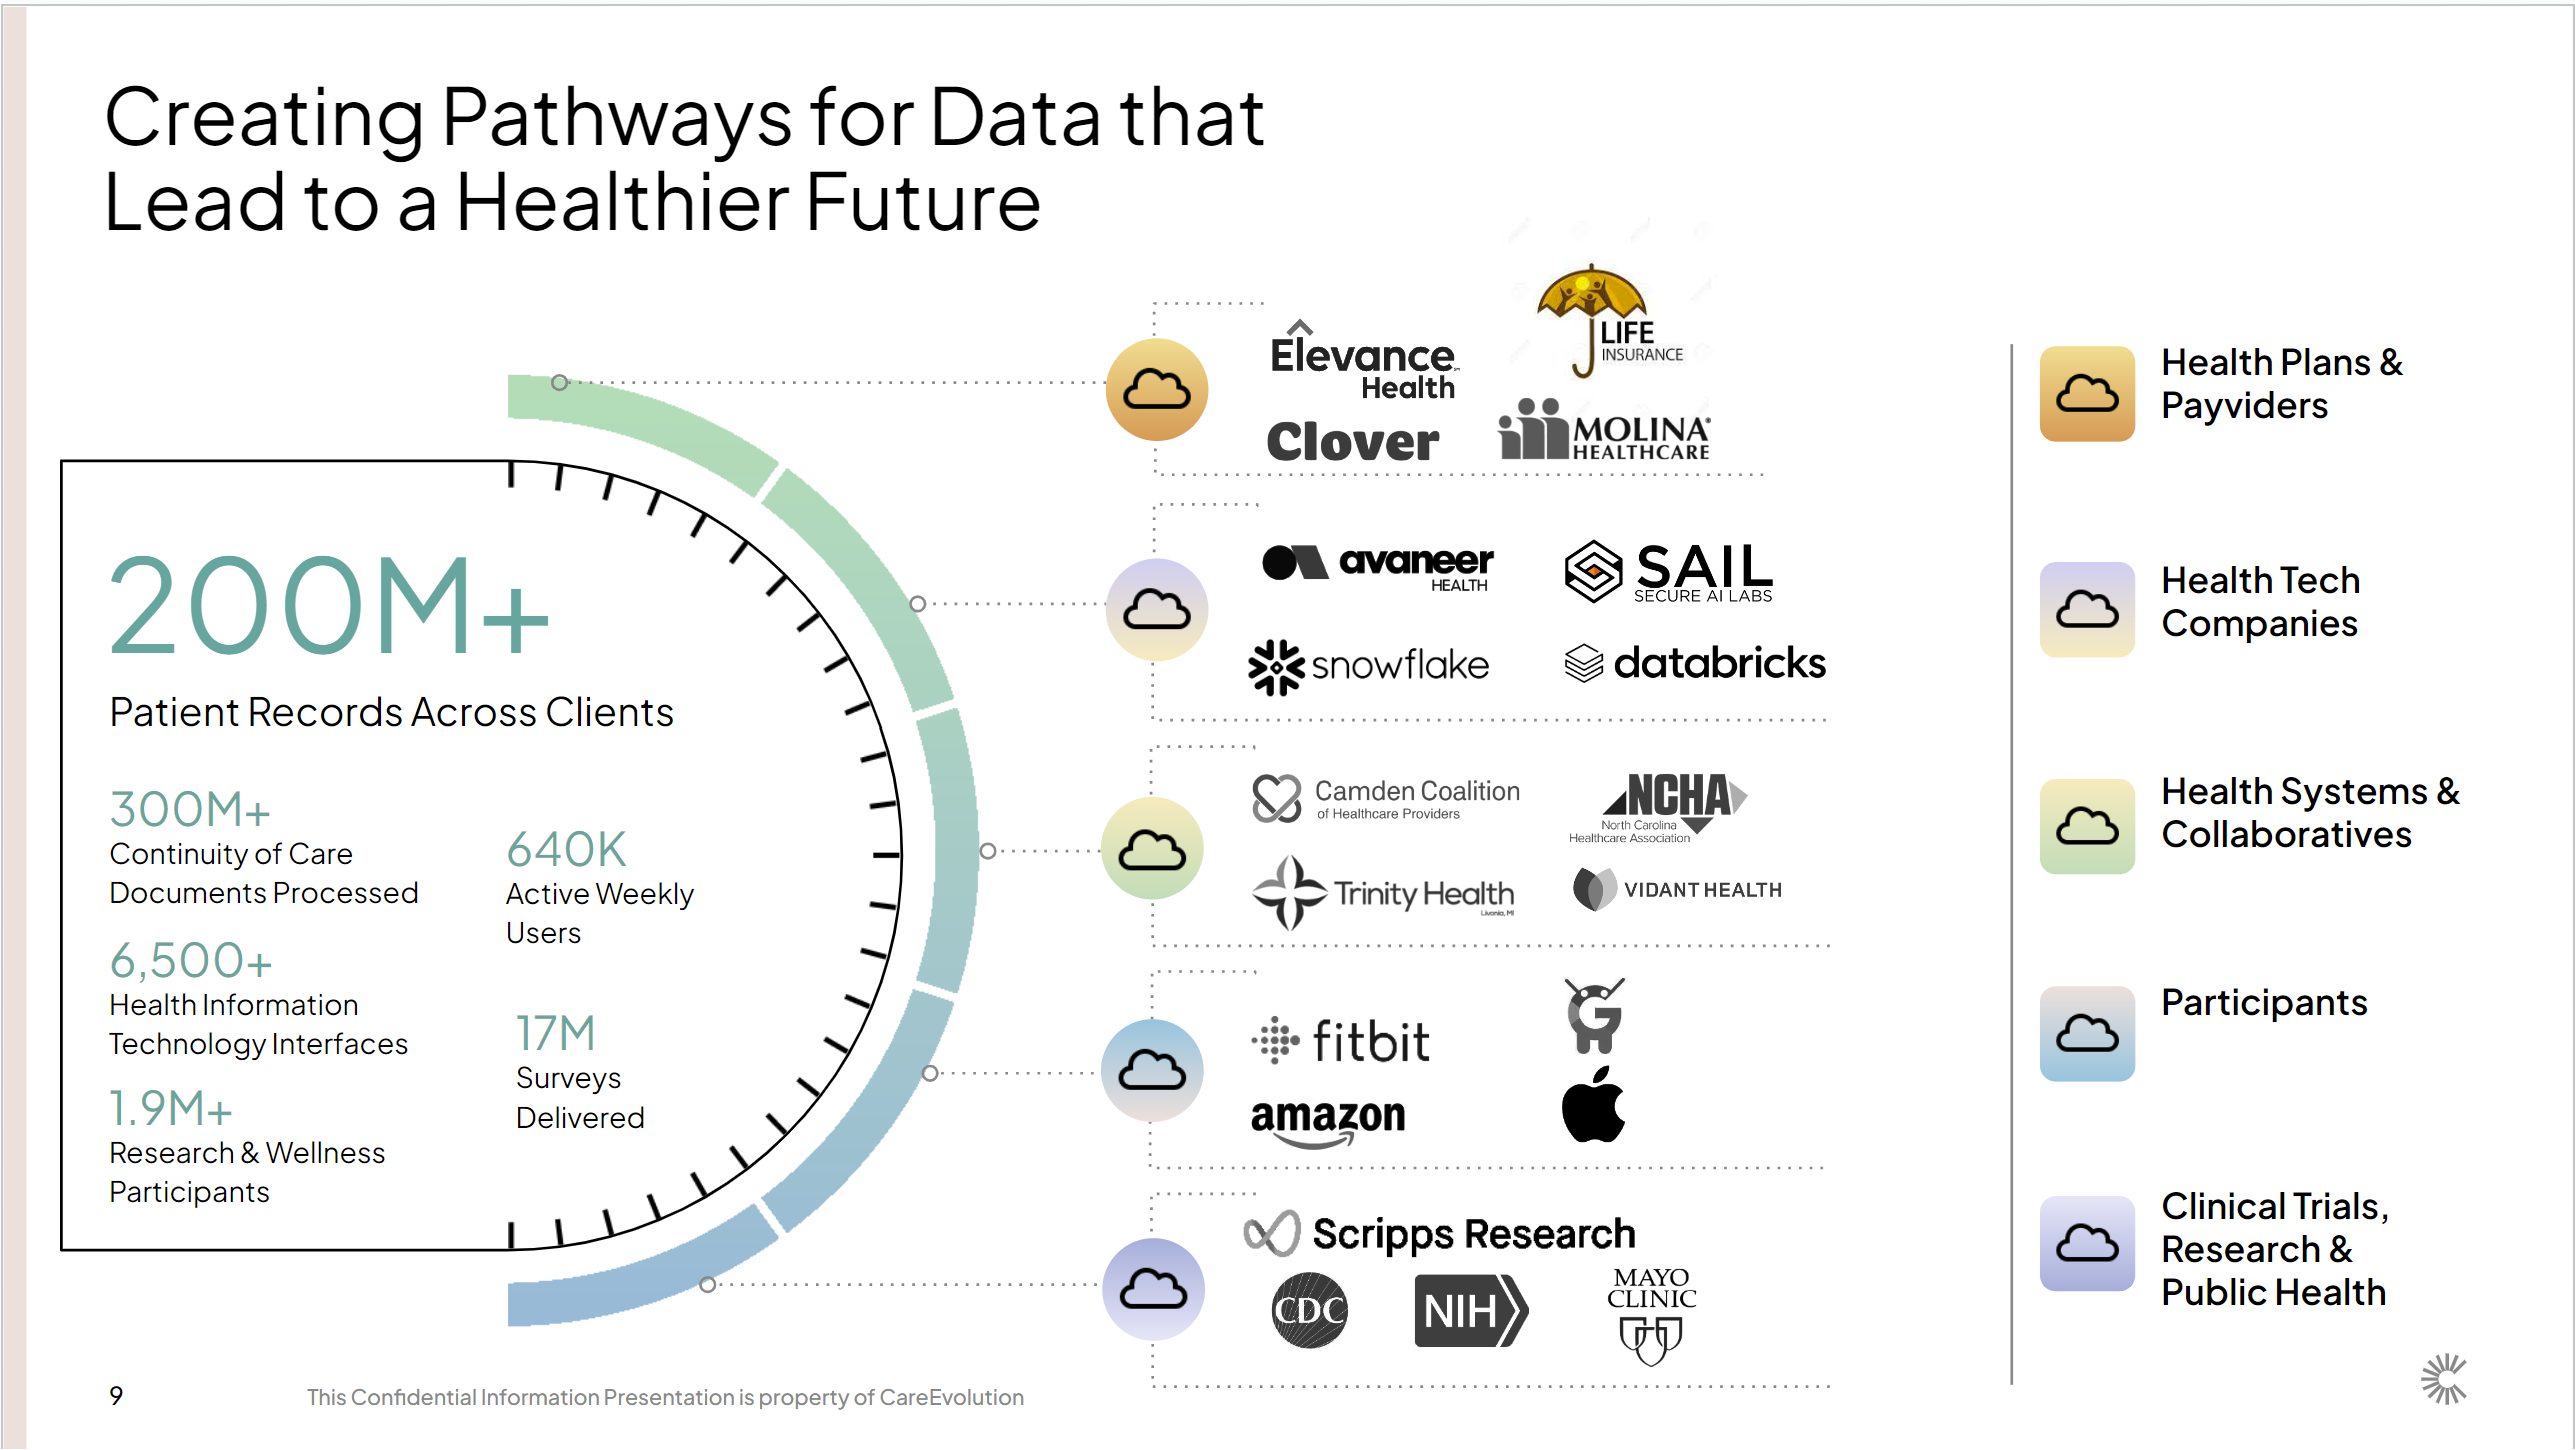 Creating Pathways for Data that
Lead to a Healthier Future
200M+
Patient Records Across Clients
300M+
Continuity of Care
Documents Processed
6,500+
Health Information
Technology Interfaces
1.9M+
Research & Wellness
Participants
640K
Active Weekly
Users
17M
Surveys
Delivered
Elevance
Health
LIFE
INSURANCE
Clover
MOLINA®
HEALTHCARE
avaneer
HEALTH
SAIL
SECURE AI LABS
snowflake
databricks
Camden Coalition
of Healthcare Providers
NCHA
North Carolina
Healthcare Association
Trinity Health
Livonia, MI
VIDANT HEALTH
fitbit
G
amazon
Scripps Research
CDC
NIH
MAYO
CLINIC
Health Plans &
Payviders
Health Tech
Companies
Health Systems &
Collaboratives
Participants
Clinical Trials,
Research &
Public Health
9
This Confidential Information Presentation is property of CareEvolution